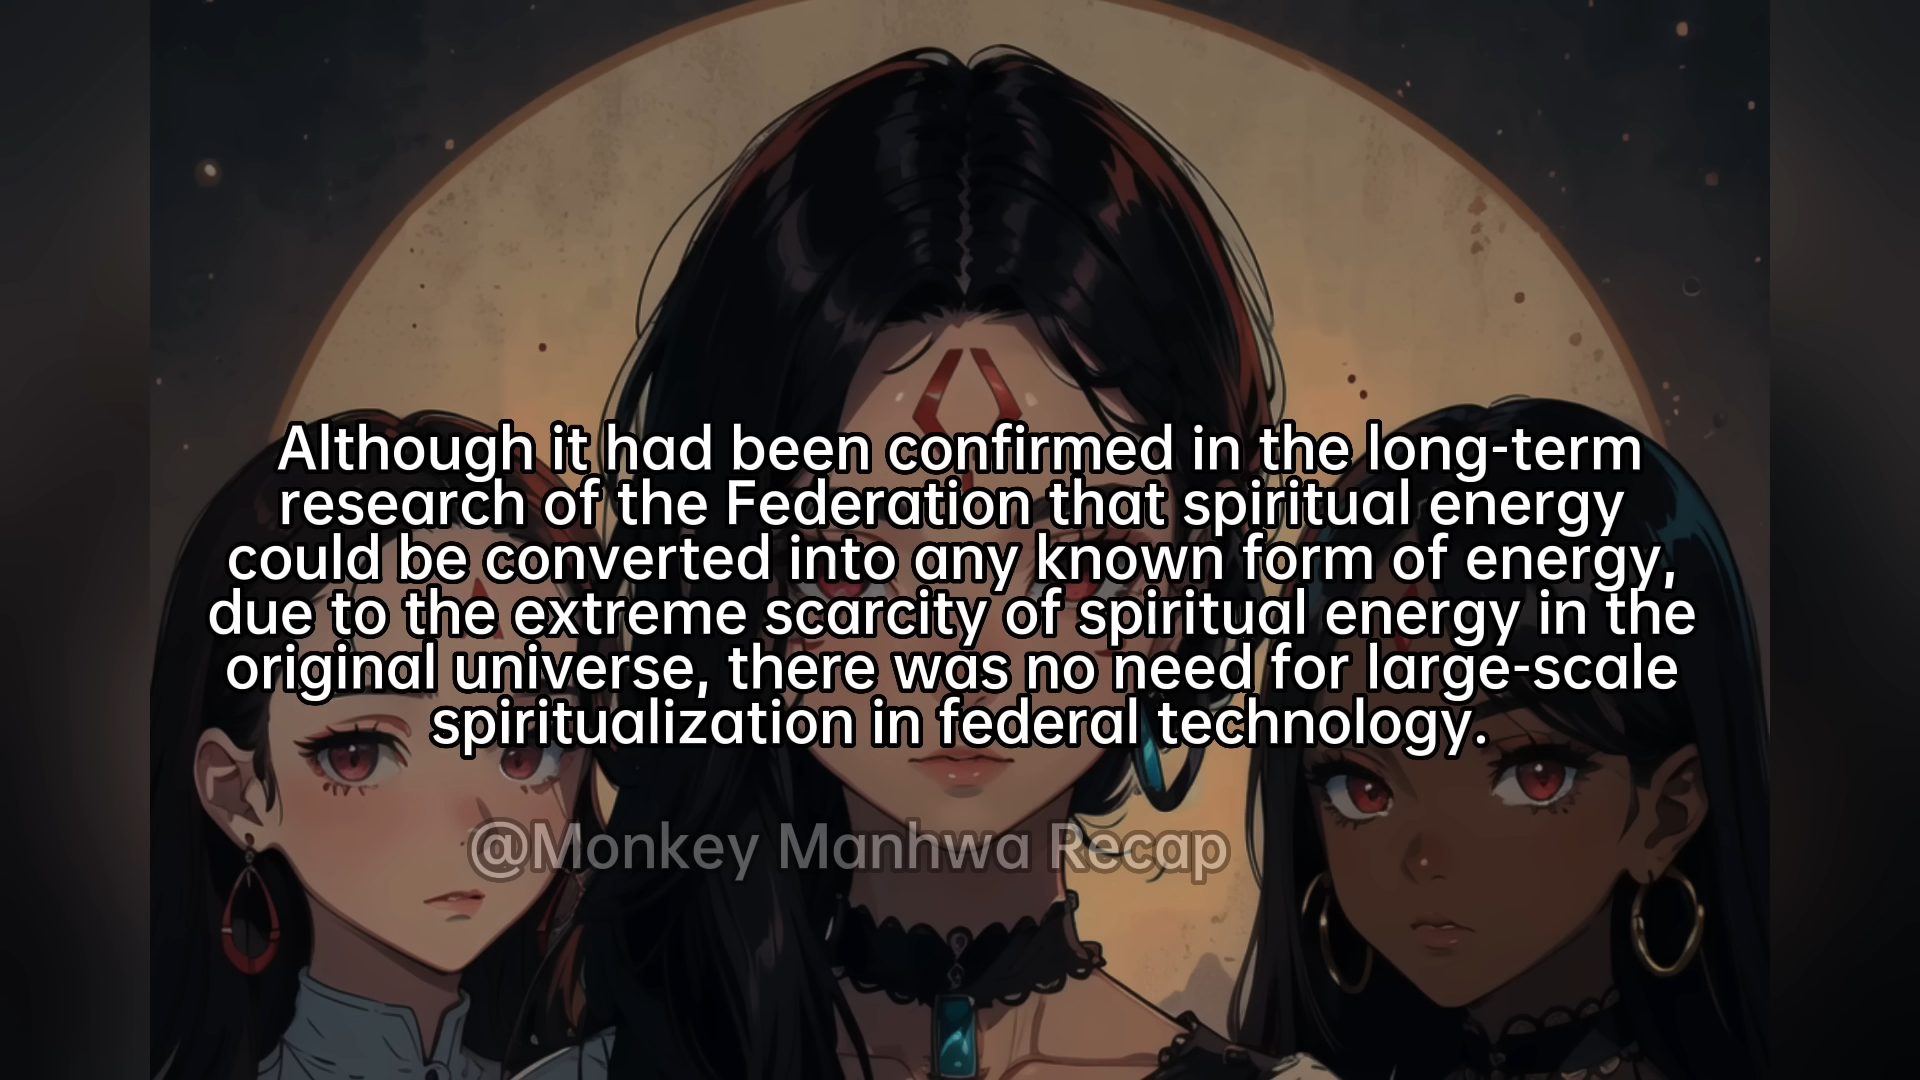 Although it had been confirmed in the long-term
research of the Federation that spiritual energy
could be converted into any known form of energy,
due to the extreme scarcity of spiritual energy in the
original universe, there was no need for large-scale
spiritualization in federal technology.
@Monkey Manhwa Recap